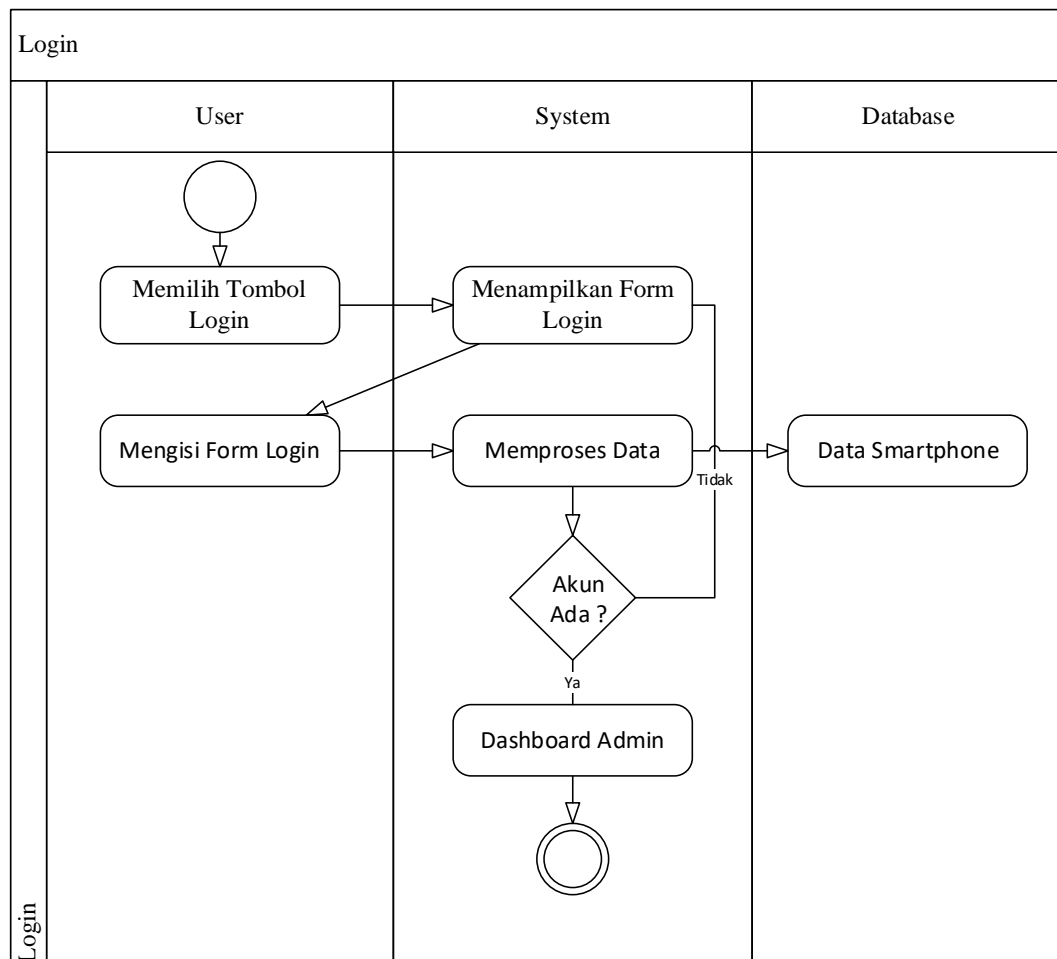 Login
User
System
Database
Memilih Tombol
Login
Menampilkan Form
Login
Mengisi Form Login
Memproses Data
Data Smartphone
Tidak
Akun
Ada ?
Ya
Dashboard Admin
Login